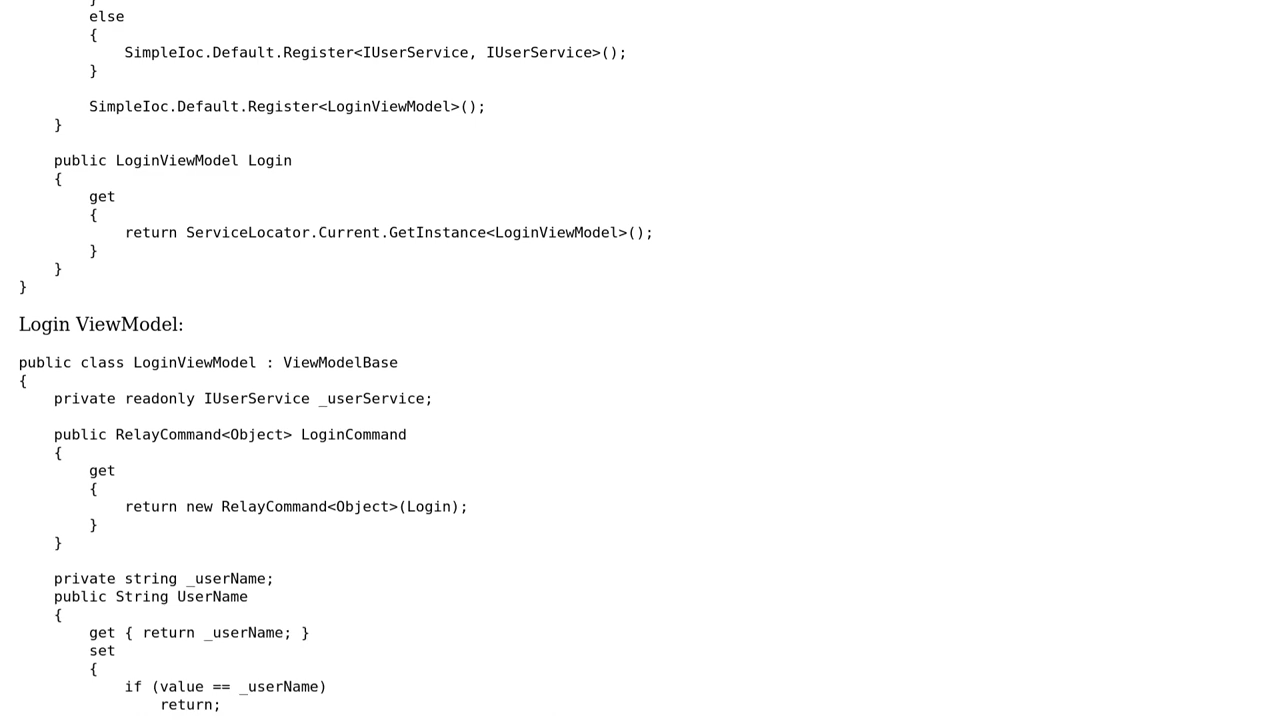 }
        else
        {
            SimpleIoc.Default.Register<IUserService, IUserService>();
        }

        SimpleIoc.Default.Register<LoginViewModel>();
    }

    public LoginViewModel Login
    {
        get
        {
            return ServiceLocator.Current.GetInstance<LoginViewModel>();
        }
    }
}
Login ViewModel:
public class LoginViewModel : ViewModelBase
{
    private readonly IUserService _userService;

    public RelayCommand<Object> LoginCommand
    {
        get
        {
            return new RelayCommand<Object>(Login);
        }
    }

    private string _userName;
    public String UserName
    {
        get { return _userName; }
        set
        {
            if (value == _userName)
                return;